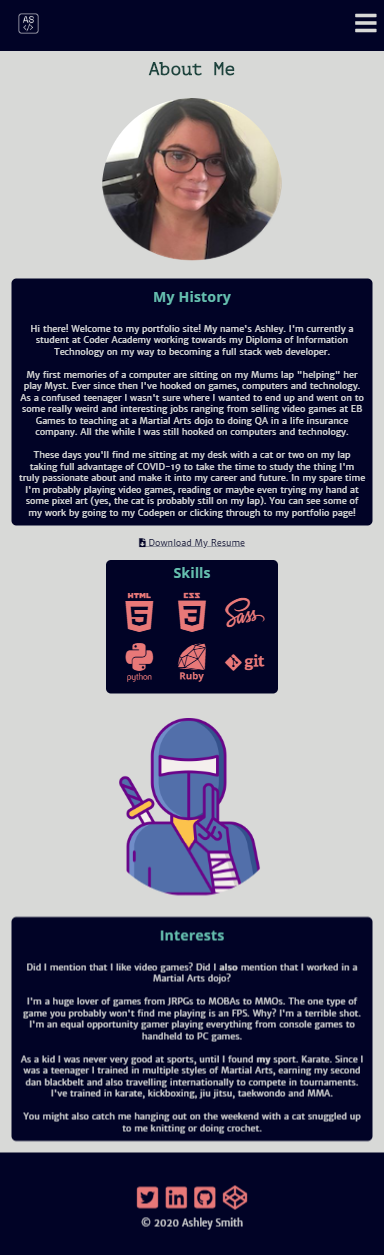 AS
</>
About Me
My History
Hi there! Welcome to my portfolio site! My name's Ashley. I'm currently a
student at Coder Academy working towards my Diploma of Information
Technology on my way to becoming a full stack web developer.
My first memories of a computer are sitting on my Mums lap "helping" her
play Myst. Ever since then I've hooked on games, computers and technology.
As a confused teenager I wasn't sure where I wanted to end up and went on to
some really weird and interesting jobs ranging from selling video games at EB
Games to teaching at a Martial Arts dojo to doing QA in a life insurance
company. All the while I was still hooked on computers and technology.
These days you'll find me sitting at my desk with a cat or two on my lap
taking full advantage of COVID-19 to take the time to study the thing I'm
truly passionate about and make it into my career and future. In my spare time
I'm probably playing video games, reading or maybe even trying my hand at
some pixel art (yes, the cat is probably still on my lap). You can see some of
my work by going to my Codepen or clicking through to my portfolio page!
Download My Resume
Skills
HTML 5 CSS 3 Sass
python Ruby git
Interests
Did I mention that I like video games? Did I also mention that I worked in a
Martial Arts dojo?
I'm a huge lover of games from JRPGs to MOBAs to MMOs. The one type of
game you probably won't find me playing is an FPS. Why? I'm a terrible shot.
I'm an equal opportunity gamer playing everything from console games to
handheld to PC games.
As a kid I was never very good at sports, until I found my sport. Karate. Since I
was a teenager I trained in multiple styles of Martial Arts, earning my second
dan blackbelt and also travelling internationally to compete in tournaments.
I've trained in karate, kickboxing, jiu jitsu, taekwondo and MMA.
You might also catch me hanging out on the weekend with a cat snuggled up
to me knitting or doing crochet.
in
© 2020 Ashley Smith